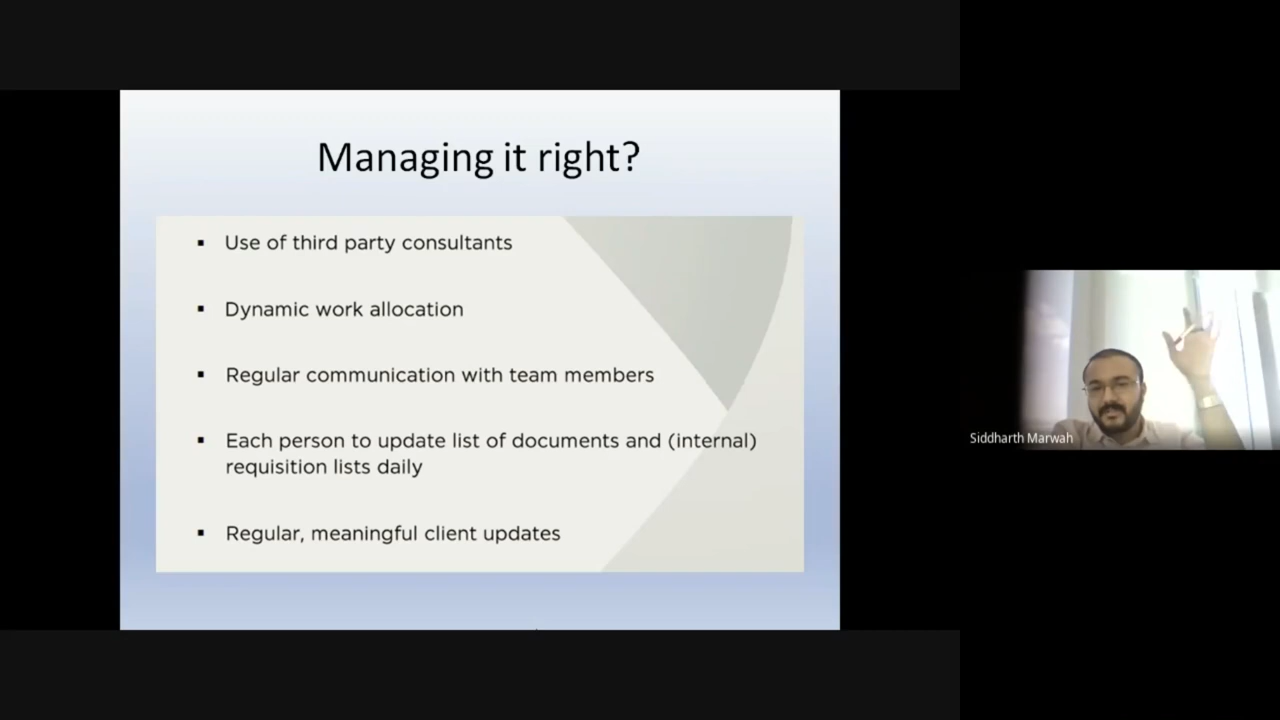 Managing it right?
▪ Use of third party consultants
▪ Dynamic work allocation
▪ Regular communication with team members
▪ Each person to update list of documents and (internal)
requisition lists daily
▪ Regular, meaningful client updates
Siddharth Marwah